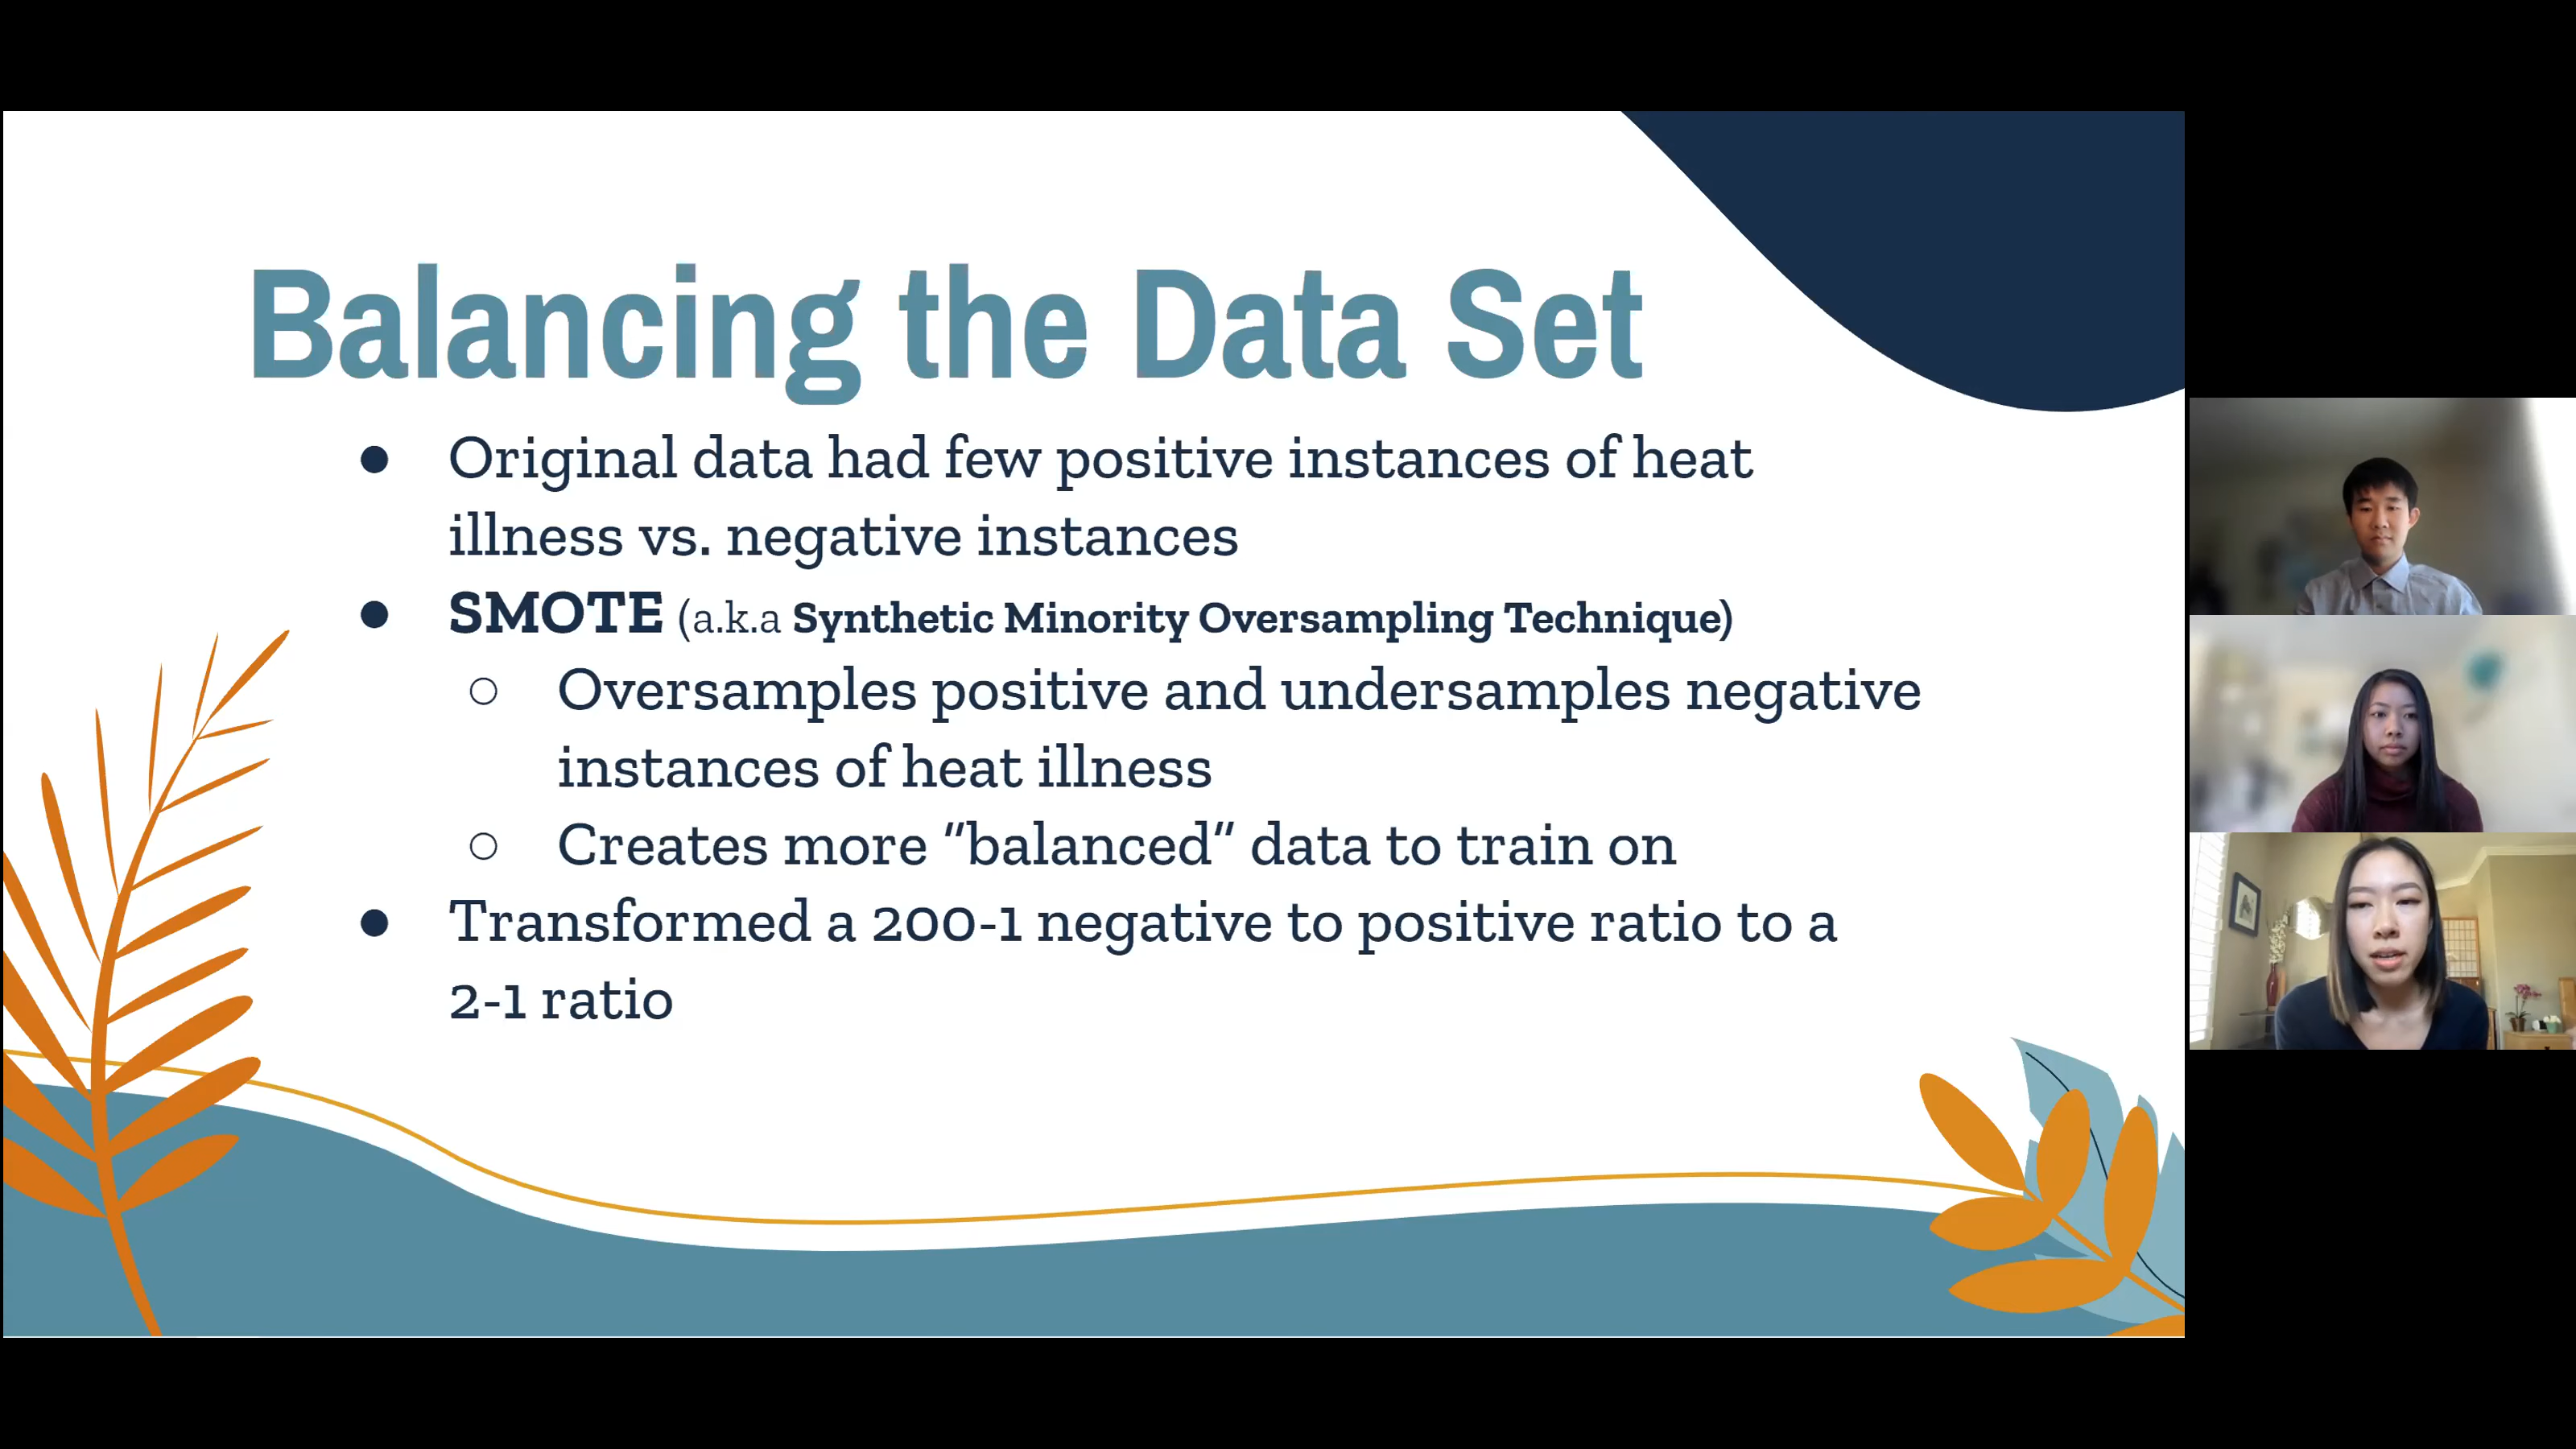 Balancing the Data Set
● Original data had few positive instances of heat
illness vs. negative instances
● SMOTE (a.k.a Synthetic Minority Oversampling Technique)
○ Oversamples positive and undersamples negative
instances of heat illness
○ Creates more “balanced” data to train on
● Transformed a 200-1 negative to positive ratio to a
2-1 ratio